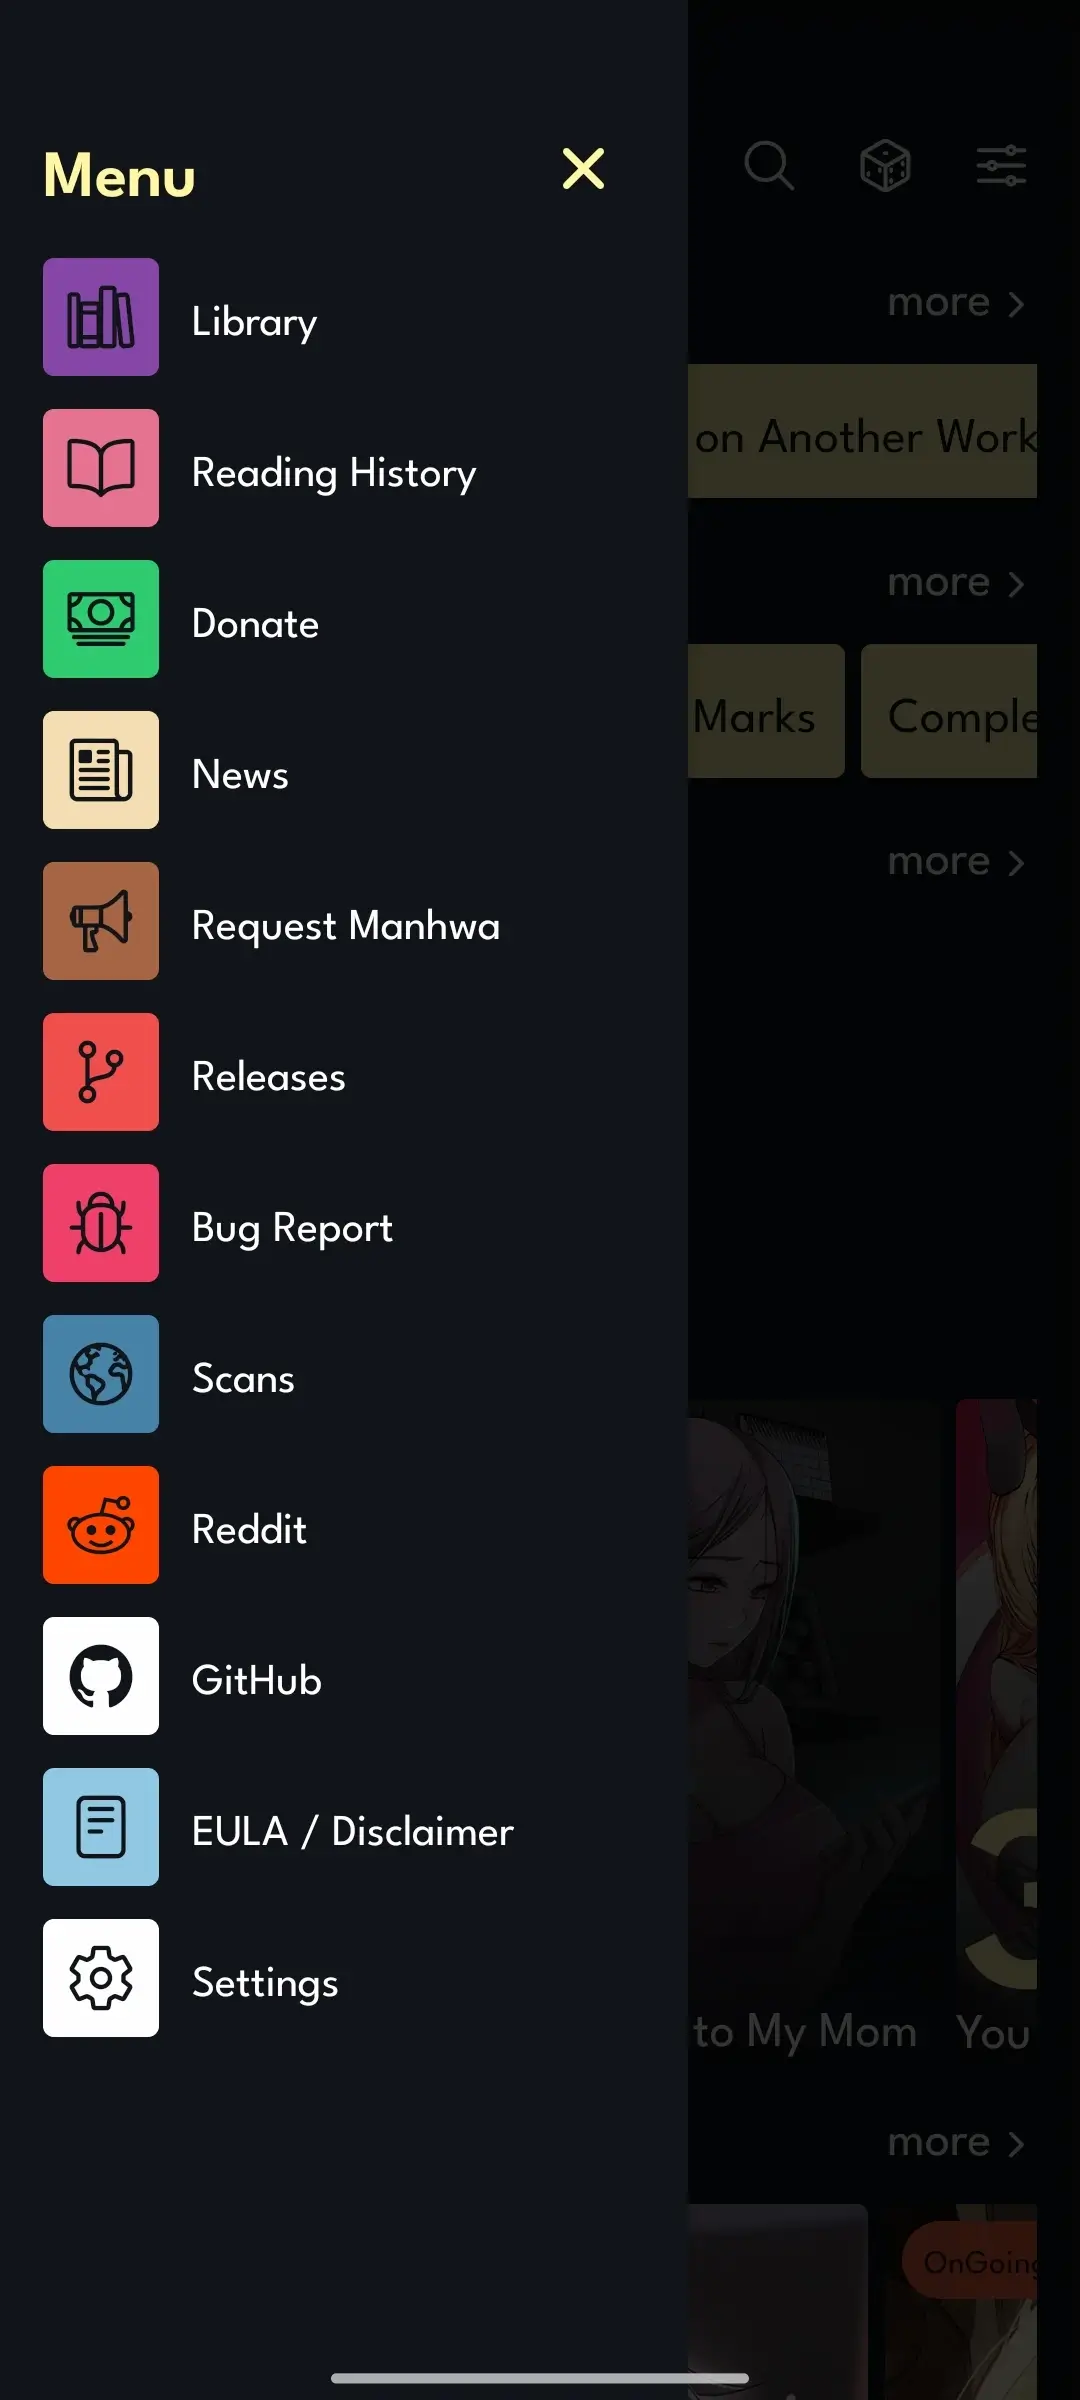 Menu
Library
Reading History
Donate
News
Request Manhwa
Releases
Bug Report
Scans
Reddit
GitHub
EULA / Disclaimer
Settings
more
on Another Work
more
Marks
Comple
more
to My Mom
You
more
OnGoing